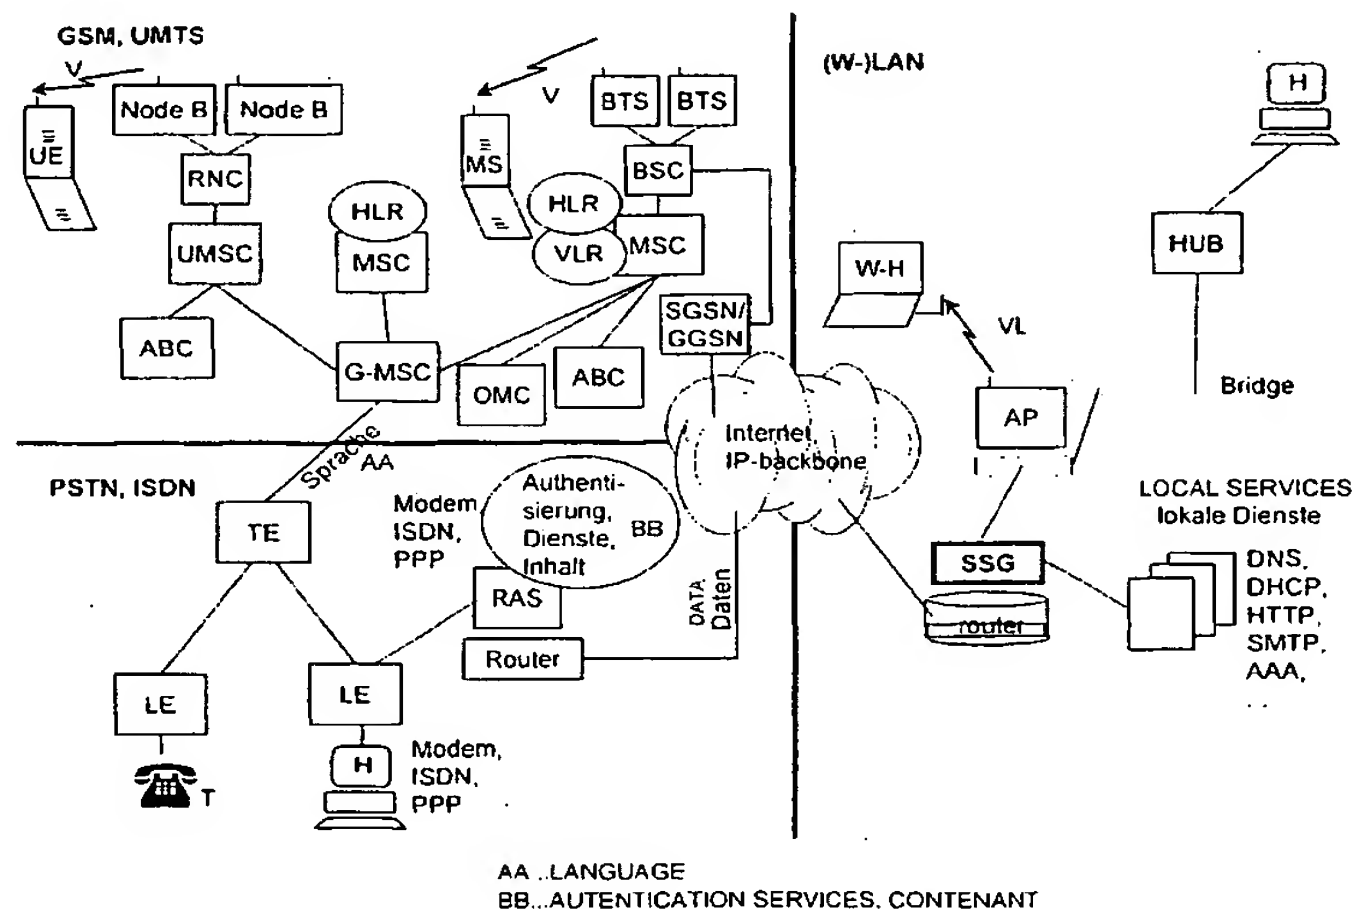 GSM, UMTS
V
Node B
Node B
UE
RNC
UMSC
ABC
HLR
MSC
G-MSC
V
BTS
BTS
MS
BSC
HLR
VLR
MSC
SGSN/
GGSN
OMC
ABC
(W-)LAN
H
HUB
W-H
VL
Bridge
AP
Internet,
IP-backbone
Sprache
AA
PSTN, ISDN
TE
Modem,
ISDN,
PPP
Authenti-
sierung,
Dienste,
Inhalt
BB
RAS
Router
DATA
Daten
LE
T
LE
H
Modem,
ISDN,
PPP
SSG
router
LOCAL SERVICES
lokale Dienste
DNS,
DHCP,
HTTP,
SMTP,
AAA,
..
AA ..LANGUAGE
BB...AUTENTICATION SERVICES, CONTENANT